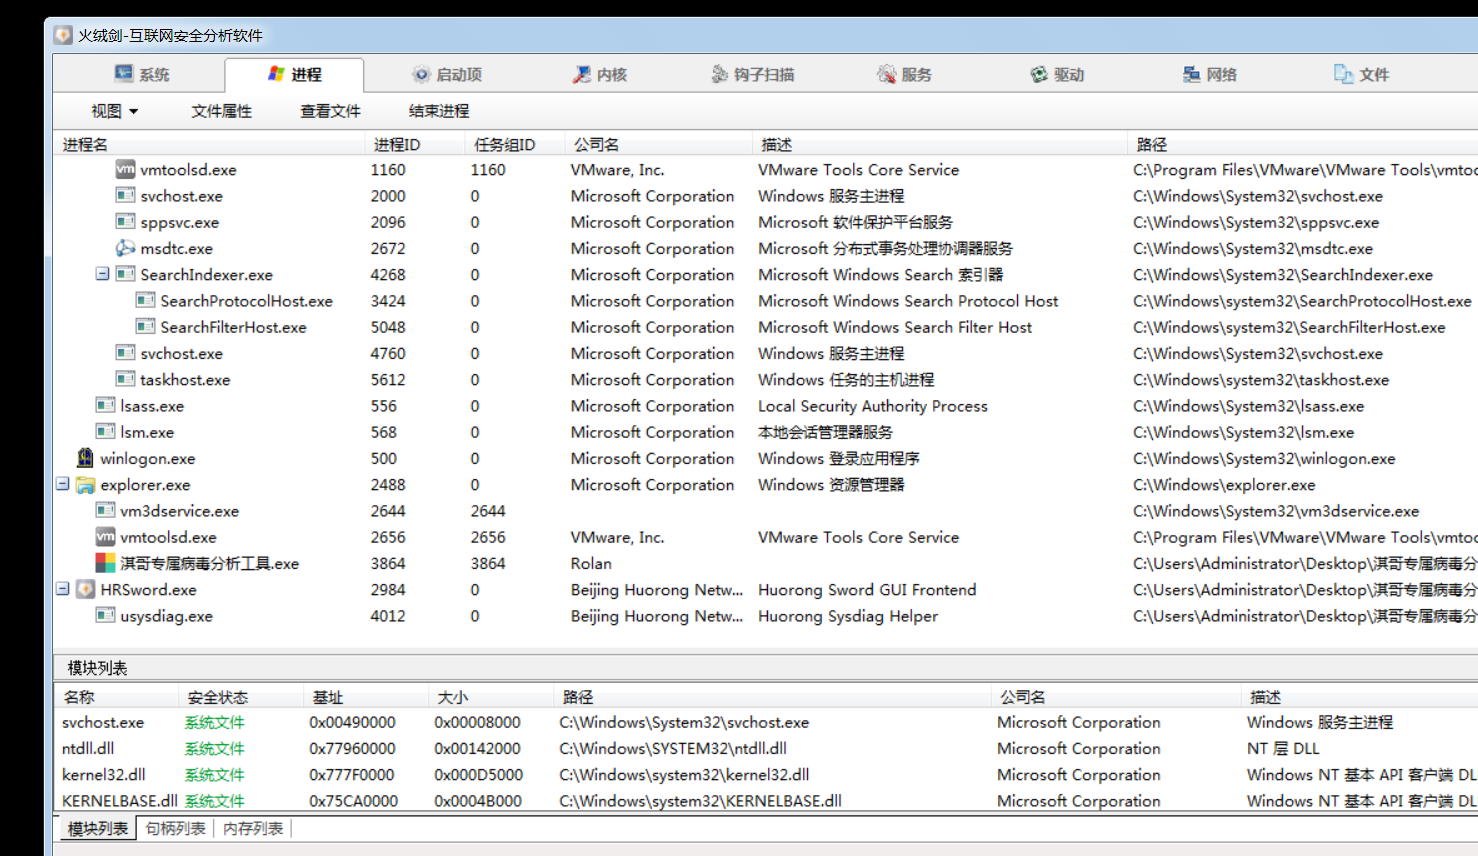 火绒剑-互联网安全分析软件
系统 进程 启动项 内核 钩子扫描 服务 驱动 网络 文件
视图 文件属性 查看文件 结束进程
进程名 进程ID 任务组ID 公司名 描述 路径
vmtoolsd.exe 1160 1160 VMware, Inc. VMware Tools Core Service C:\Program Files\VMware\VMware Tools\vmtoo
svchost.exe 2000 0 Microsoft Corporation Windows 服务主进程 C:\Windows\System32\svchost.exe
sppsvc.exe 2096 0 Microsoft Corporation Microsoft 软件保护平台服务 C:\Windows\System32\sppsvc.exe
msdtc.exe 2672 0 Microsoft Corporation Microsoft 分布式事务处理协调器服务 C:\Windows\System32\msdtc.exe
SearchIndexer.exe 4268 0 Microsoft Corporation Microsoft Windows Search 索引器 C:\Windows\System32\SearchIndexer.exe
SearchProtocolHost.exe 3424 0 Microsoft Corporation Microsoft Windows Search Protocol Host C:\Windows\system32\SearchProtocolHost.exe
SearchFilterHost.exe 5048 0 Microsoft Corporation Microsoft Windows Search Filter Host C:\Windows\system32\SearchFilterHost.exe
svchost.exe 4760 0 Microsoft Corporation Windows 服务主进程 C:\Windows\System32\svchost.exe
taskhost.exe 5612 0 Microsoft Corporation Windows 任务的主机进程 C:\Windows\system32\taskhost.exe
lsass.exe 556 0 Microsoft Corporation Local Security Authority Process C:\Windows\System32\lsass.exe
lsm.exe 568 0 Microsoft Corporation 本地会话管理器服务 C:\Windows\System32\lsm.exe
winlogon.exe 500 0 Microsoft Corporation Windows 登录应用程序 C:\Windows\System32\winlogon.exe
explorer.exe 2488 0 Microsoft Corporation Windows 资源管理器 C:\Windows\explorer.exe
vm3dservice.exe 2644 2644 C:\Windows\System32\vm3dservice.exe
vmtoolsd.exe 2656 2656 VMware, Inc. VMware Tools Core Service C:\Program Files\VMware\VMware Tools\vmtoo
淇哥专属病毒分析工具.exe 3864 3864 Rolan C:\Users\Administrator\Desktop\淇哥专属病毒分
HRSword.exe 2984 0 Beijing Huorong Netw... Huorong Sword GUI Frontend C:\Users\Administrator\Desktop\淇哥专属病毒分
usysdiag.exe 4012 0 Beijing Huorong Netw... Huorong Sysdiag Helper C:\Users\Administrator\Desktop\淇哥专属病毒分
模块列表
名称 安全状态 基址 大小 路径 公司名 描述
svchost.exe 系统文件 0x00490000 0x00008000 C:\Windows\System32\svchost.exe Microsoft Corporation Windows 服务主进程
ntdll.dll 系统文件 0x77960000 0x00142000 C:\Windows\SYSTEM32\ntdll.dll Microsoft Corporation NT 层 DLL
kernel32.dll 系统文件 0x777F0000 0x000D5000 C:\Windows\system32\kernel32.dll Microsoft Corporation Windows NT 基本 API 客户端 DL
KERNELBASE.dll 系统文件 0x75CA0000 0x0004B000 C:\Windows\system32\KERNELBASE.dll Microsoft Corporation Windows NT 基本 API 客户端 DL
模块列表 句柄列表 内存列表